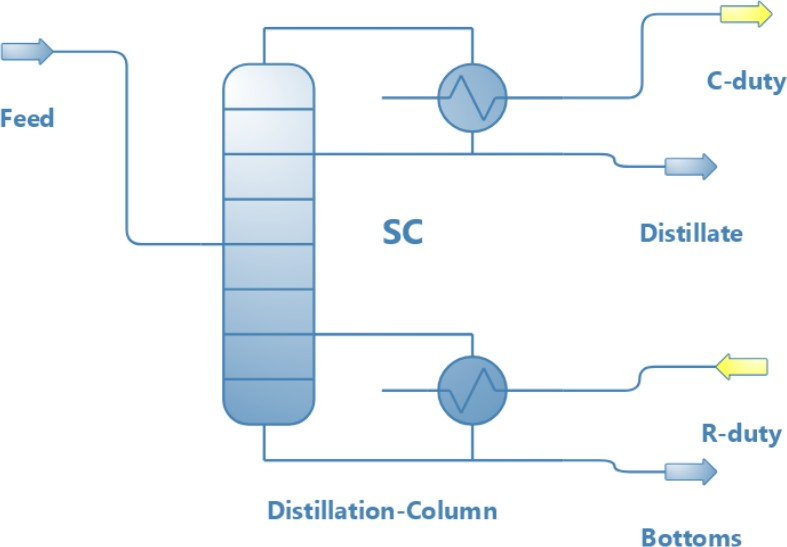 C-duty
Feed
SC
Distillate
R-duty
Distillation-Column
Bottoms